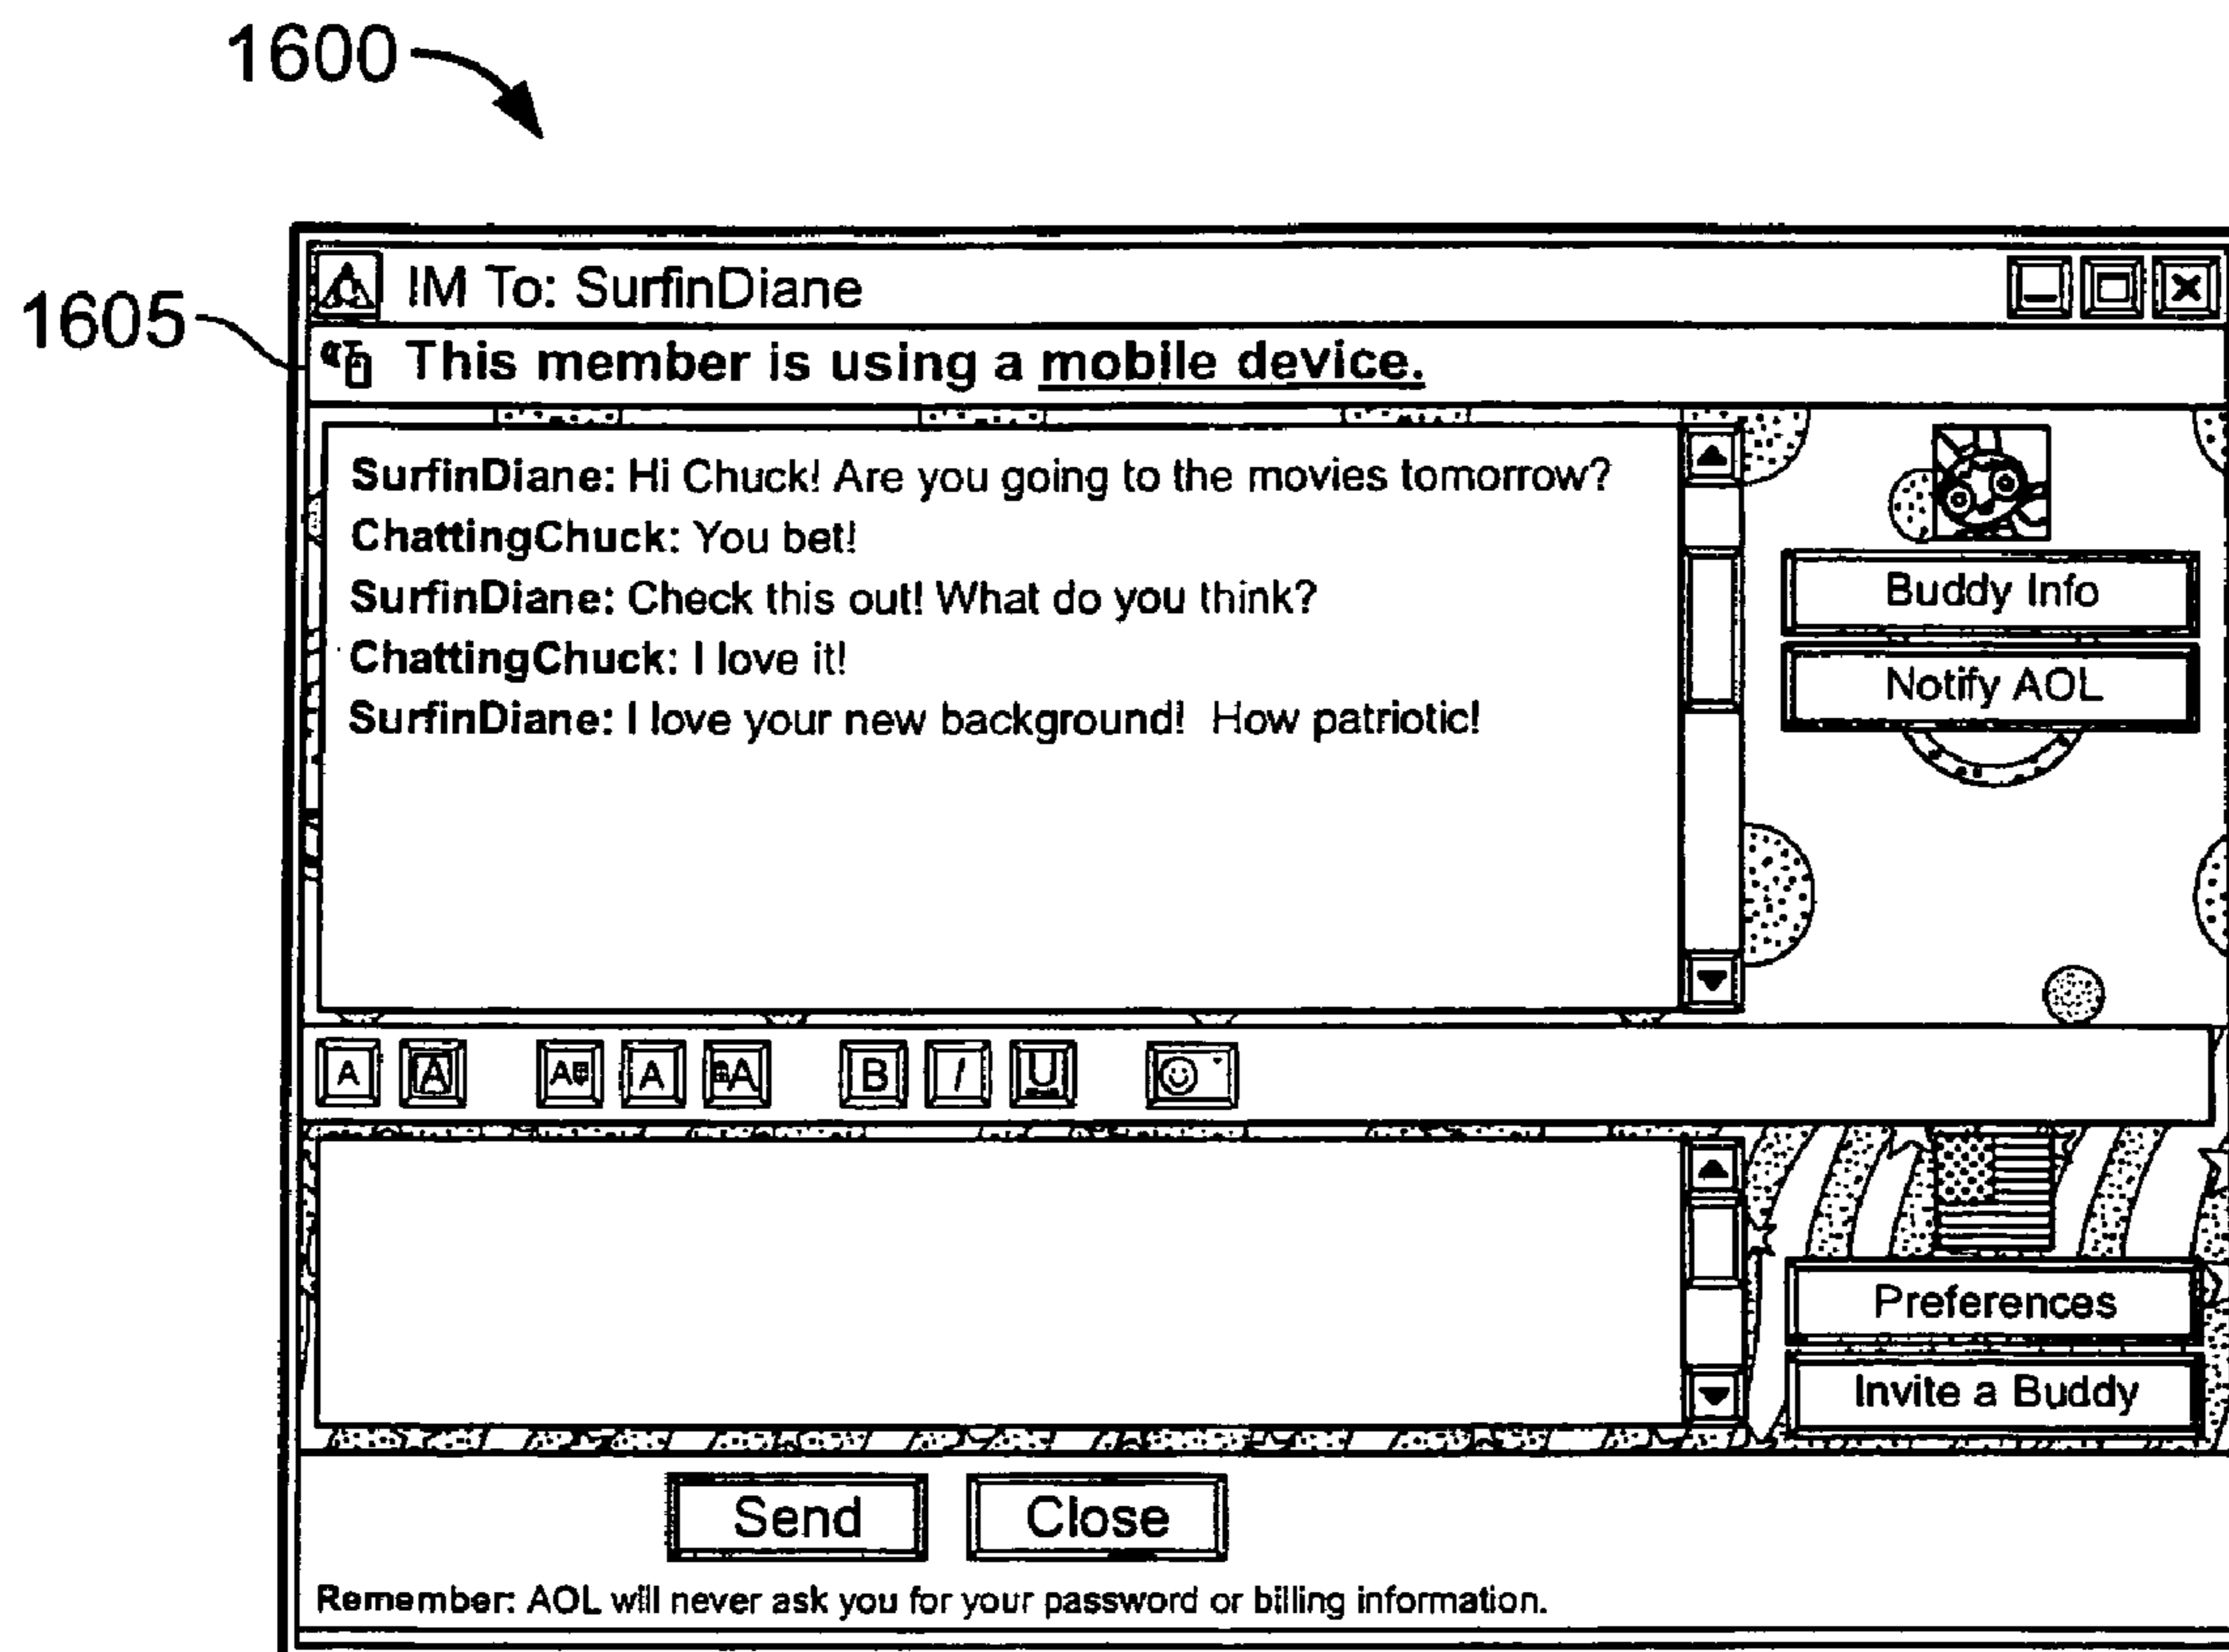 1600
1605
IM To: SurfinDiane
This member is using a mobile device.
SurfinDiane: Hi Chuck! Are you going to the movies tomorrow?
ChattingChuck: You bet!
SurfinDiane: Check this out! What do you think?
ChattingChuck: I love it!
SurfinDiane: I love your new background!  How patriotic!
Buddy Info
Notify AOL
A A A A A B I U
Preferences
Invite a Buddy
Send Close
Remember: AOL will never ask you for your password or billing information.